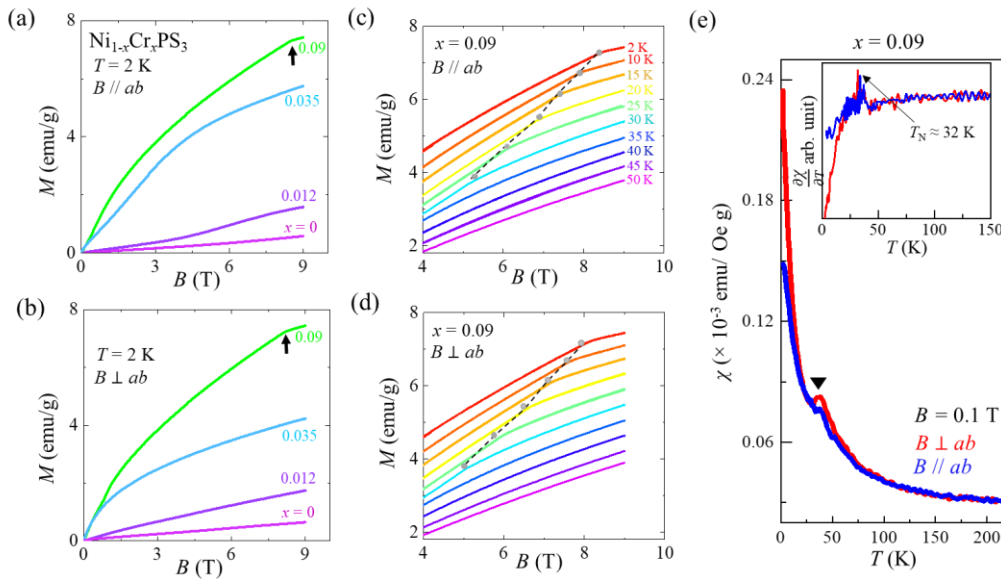 (a)
Ni₁₋ₓCrₓPS₃
T = 2 K
B // ab
0.09
0.035
0.012
x = 0
8
4
0
0 3 6 9
M (emu/g)
B (T)
(b)
T = 2 K
B ⊥ ab
0.09
0.035
0.012
x = 0
8
4
0
0 3 6 9
M (emu/g)
B (T)
(c)
x = 0.09
B // ab
2 K
10 K
15 K
20 K
25 K
30 K
35 K
40 K
45 K
50 K
8
6
4
2
4 6 8 10
M (emu/g)
B (T)
(d)
x = 0.09
B ⊥ ab
8
6
4
2
4 6 8 10
M (emu/g)
B (T)
(e)
x = 0.09
∂χ/∂T (arb. unit)
T_N ≈ 32 K
0 50 100 150
T (K)
0.24
0.18
0.12
0.06
χ (× 10⁻³ emu/ Oe g)
B = 0.1 T
B ⊥ ab
B // ab
0 50 100 150 200
T (K)